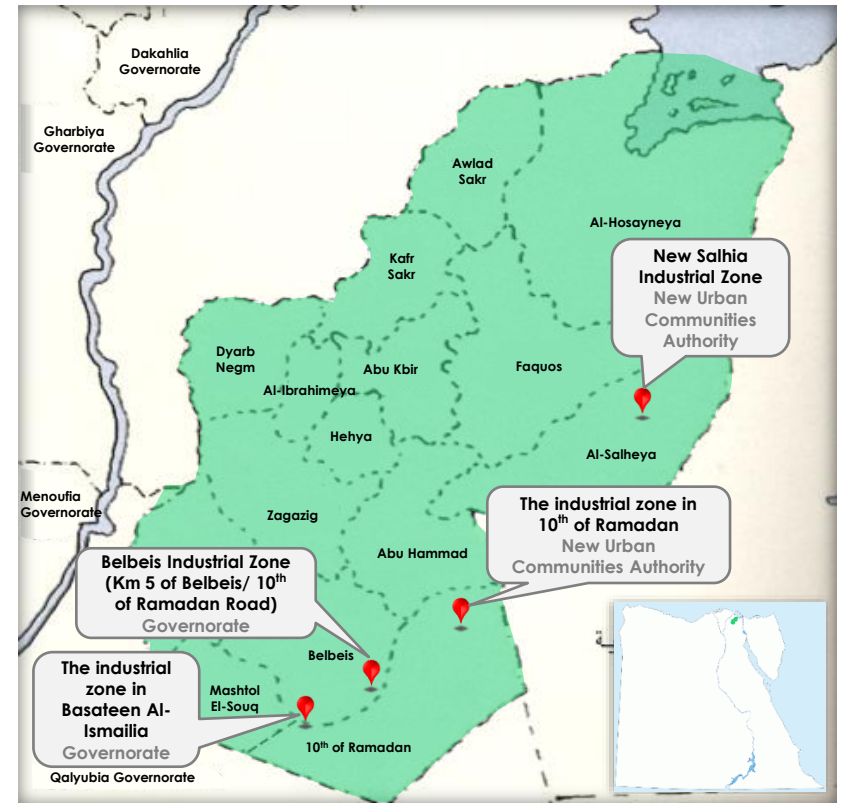 Dakahlia
Governorate
Gharbiya
Governorate
Awlad
Sakr
Al-Hosayneya
Kafr
Sakr
New Salhia
Industrial Zone
New Urban
Communities
Authority
Dyarb
Negm
Abu Kbir
Faquos
Al-Ibrahimeya
Hehya
Al-Salheya
Menoufia
Governorate
Zagazig
The industrial zone in
10th of Ramadan
New Urban
Communities Authority
Abu Hammad
Belbeis Industrial Zone
(Km 5 of Belbeis/ 10th
of Ramadan Road)
Governorate
Belbeis
The industrial
zone in
Basateen Al-
Ismailia
Governorate
Mashtol
El-Souq
10th of Ramadan
Qalyubia Governorate